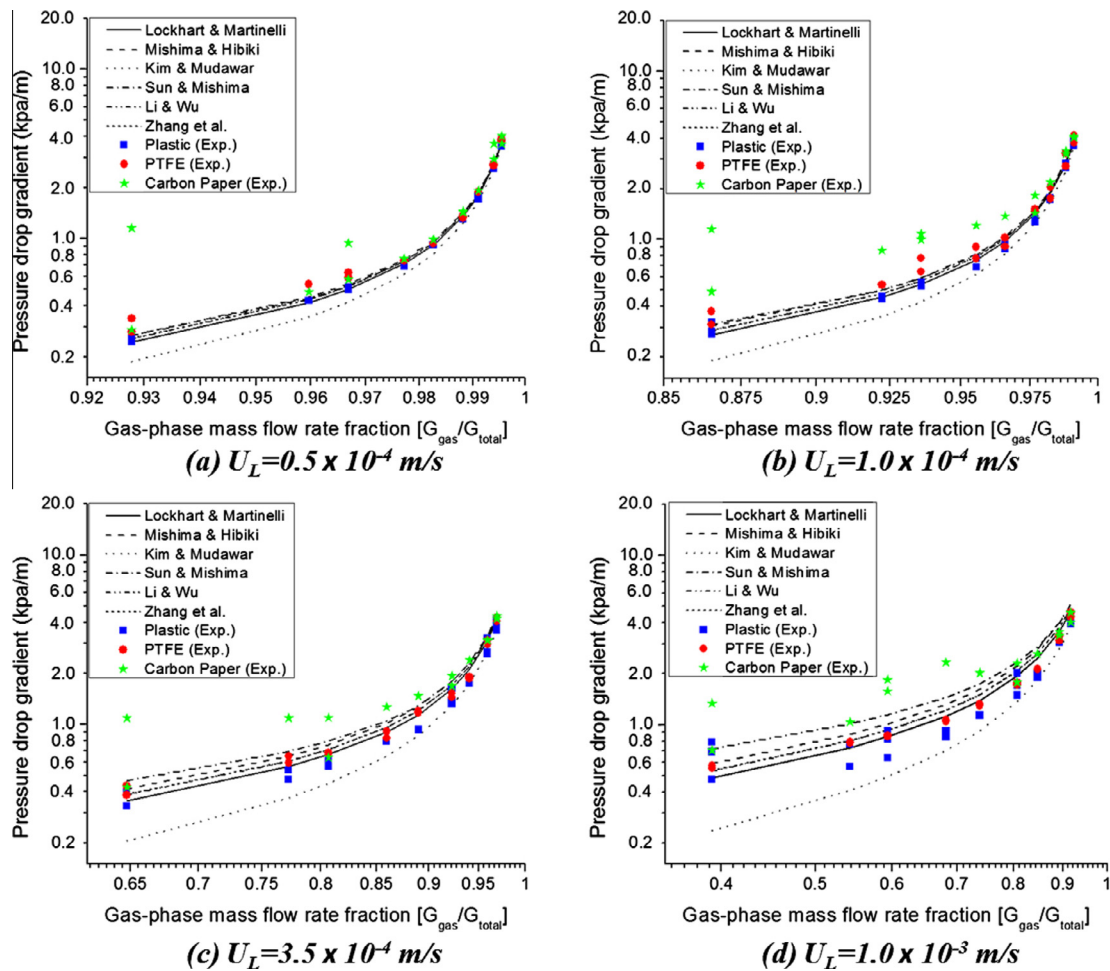 20.0
10.0
8.0
6.0
4.0
2.0
1.0
0.8
0.6
0.4
0.2
Pressure drop gradient (kpa/m)
Lockhart & Martinelli
Mishima & Hibiki
Kim & Mudawar
Sun & Mishima
Li & Wu
Zhang et al.
Plastic (Exp.)
PTFE (Exp.)
Carbon Paper (Exp.)
0.92 0.93 0.94 0.95 0.96 0.97 0.98 0.99 1
Gas-phase mass flow rate fraction [G_gas/G_total]
(a) U_L=0.5 x 10^-4 m/s
20.0
10.0
8.0
6.0
4.0
2.0
1.0
0.8
0.6
0.4
0.2
Pressure drop gradient (kpa/m)
Lockhart & Martinelli
Mishima & Hibiki
Kim & Mudawar
Sun & Mishima
Li & Wu
Zhang et al.
Plastic (Exp.)
PTFE (Exp.)
Carbon Paper (Exp.)
0.85 0.875 0.9 0.925 0.95 0.975 1
Gas-phase mass flow rate fraction [G_gas/G_total]
(b) U_L=1.0 x 10^-4 m/s
20.0
10.0
8.0
6.0
4.0
2.0
1.0
0.8
0.6
0.4
0.2
Pressure drop gradient (kpa/m)
Lockhart & Martinelli
Mishima & Hibiki
Kim & Mudawar
Sun & Mishima
Li & Wu
Zhang et al.
Plastic (Exp.)
PTFE (Exp.)
Carbon Paper (Exp.)
0.65 0.7 0.75 0.8 0.85 0.9 0.95 1
Gas-phase mass flow rate fraction [G_gas/G_total]
(c) U_L=3.5 x 10^-4 m/s
20.0
10.0
8.0
6.0
4.0
2.0
1.0
0.8
0.6
0.4
0.2
Pressure drop gradient (kpa/m)
Lockhart & Martinelli
Mishima & Hibiki
Kim & Mudawar
Sun & Mishima
Li & Wu
Zhang et al.
Plastic (Exp.)
PTFE (Exp.)
Carbon Paper (Exp.)
0.4 0.5 0.6 0.7 0.8 0.9 1
Gas-phase mass flow rate fraction [G_gas/G_total]
(d) U_L=1.0 x 10^-3 m/s